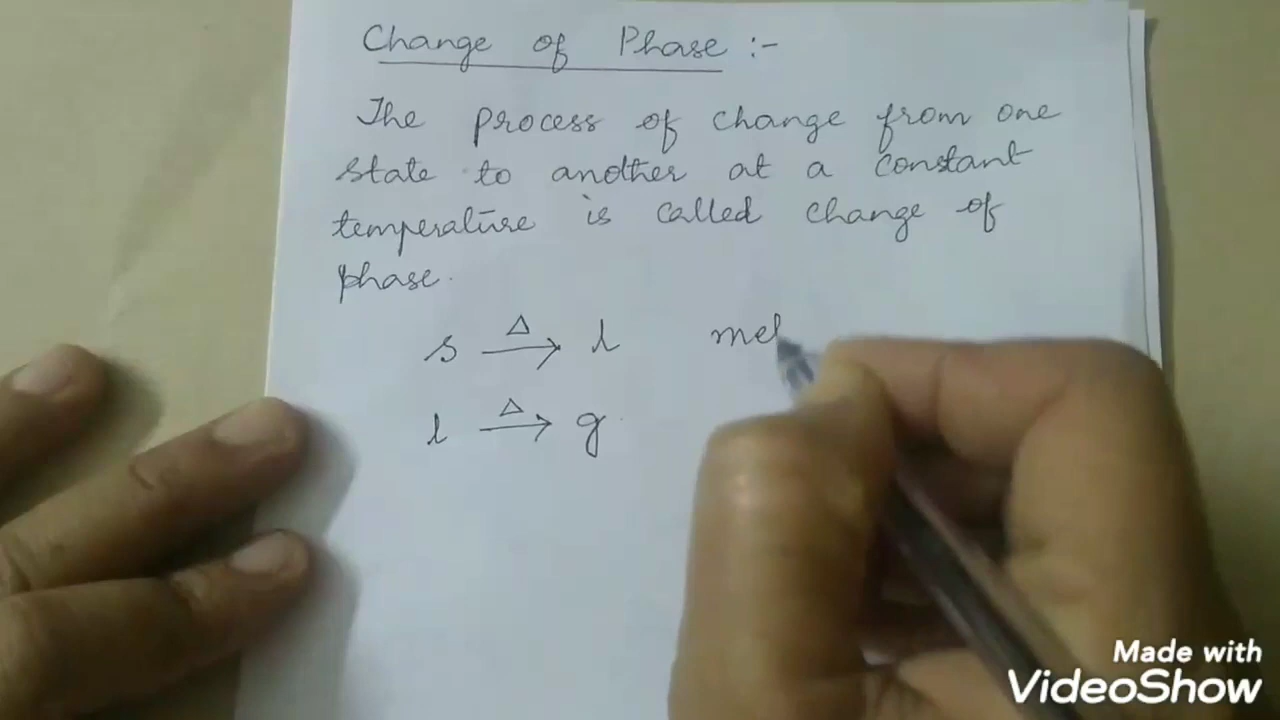 Change of Phase :-
The process of change from one
state to another at a constant
temperature is called change of
phase.
s △→ l mel
l △→ g
Made with
VideoShow